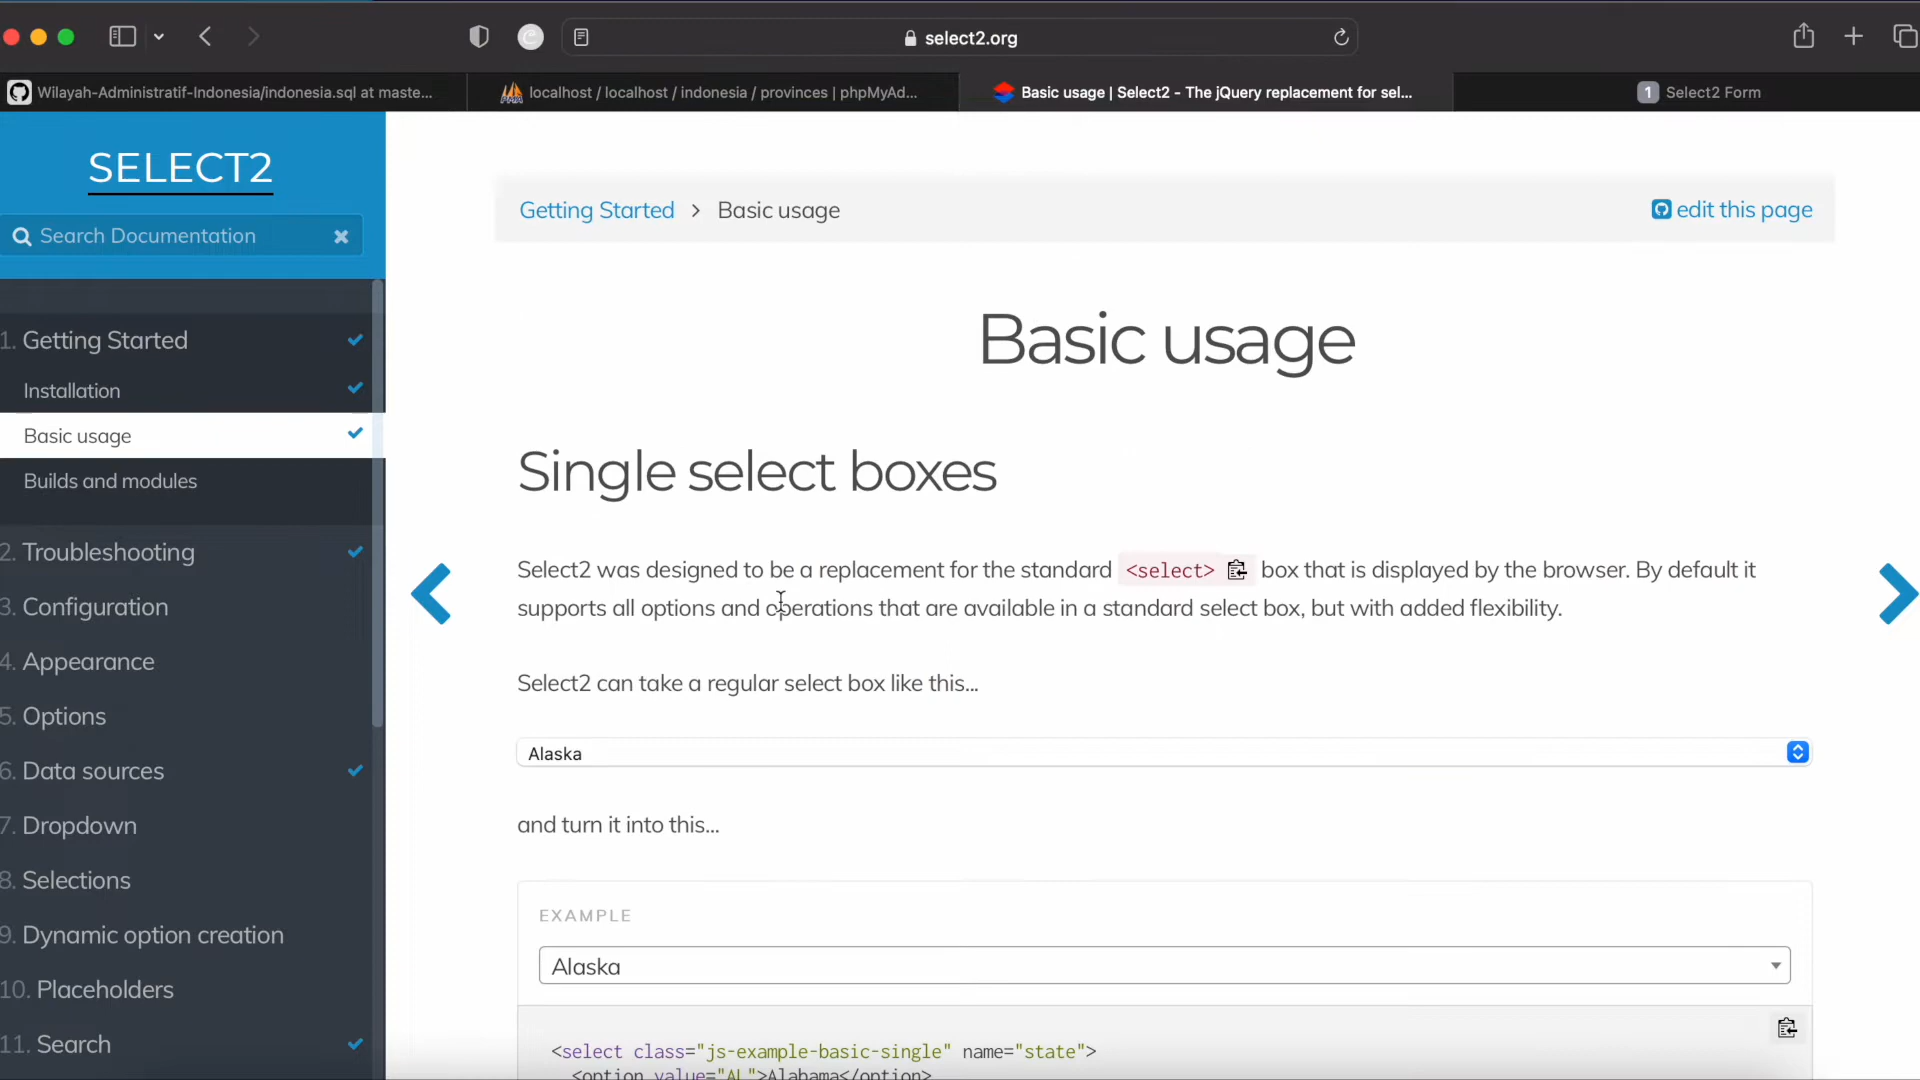 select2.org
Wilayah-Administratif-Indonesia/indonesia.sql at maste...
localhost / localhost / indonesia / provinces | phpMyAd...
Basic usage | Select2 - The jQuery replacement for sel...
1 Select2 Form
SELECT2
Search Documentation
1. Getting Started
Installation
Basic usage
Builds and modules
2. Troubleshooting
3. Configuration
4. Appearance
5. Options
6. Data sources
7. Dropdown
8. Selections
9. Dynamic option creation
10. Placeholders
11. Search
Getting Started > Basic usage
edit this page
Basic usage
Single select boxes
Select2 was designed to be a replacement for the standard <select> box that is displayed by the browser. By default it
supports all options and operations that are available in a standard select box, but with added flexibility.
Select2 can take a regular select box like this...
Alaska
and turn it into this...
EXAMPLE
Alaska
<select class="js-example-basic-single" name="state">
<option value="AL">Alabama</option>